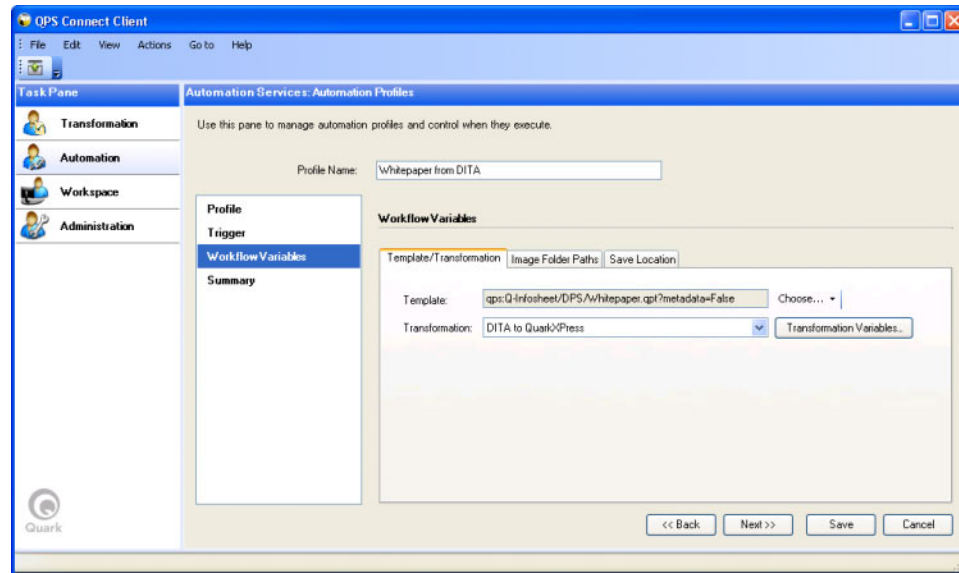 QPS Connect Client
File Edit View Actions Go to Help
Task Pane
Automation Services: Automation Profiles
Transformation
Automation
Workspace
Administration
Use this pane to manage automation profiles and control when they execute.
Profile Name: Whitepaper from DITA
Profile
Trigger
Workflow Variables
Summary
Workflow Variables
Template/Transformation Image Folder Paths Save Location
Template: qps:Q-Infosheet/DPS/Whitepaper.qpt?metadata=False Choose...
Transformation: DITA to QuarkXPress Transformation Variables...
<< Back Next >> Save Cancel
Quark